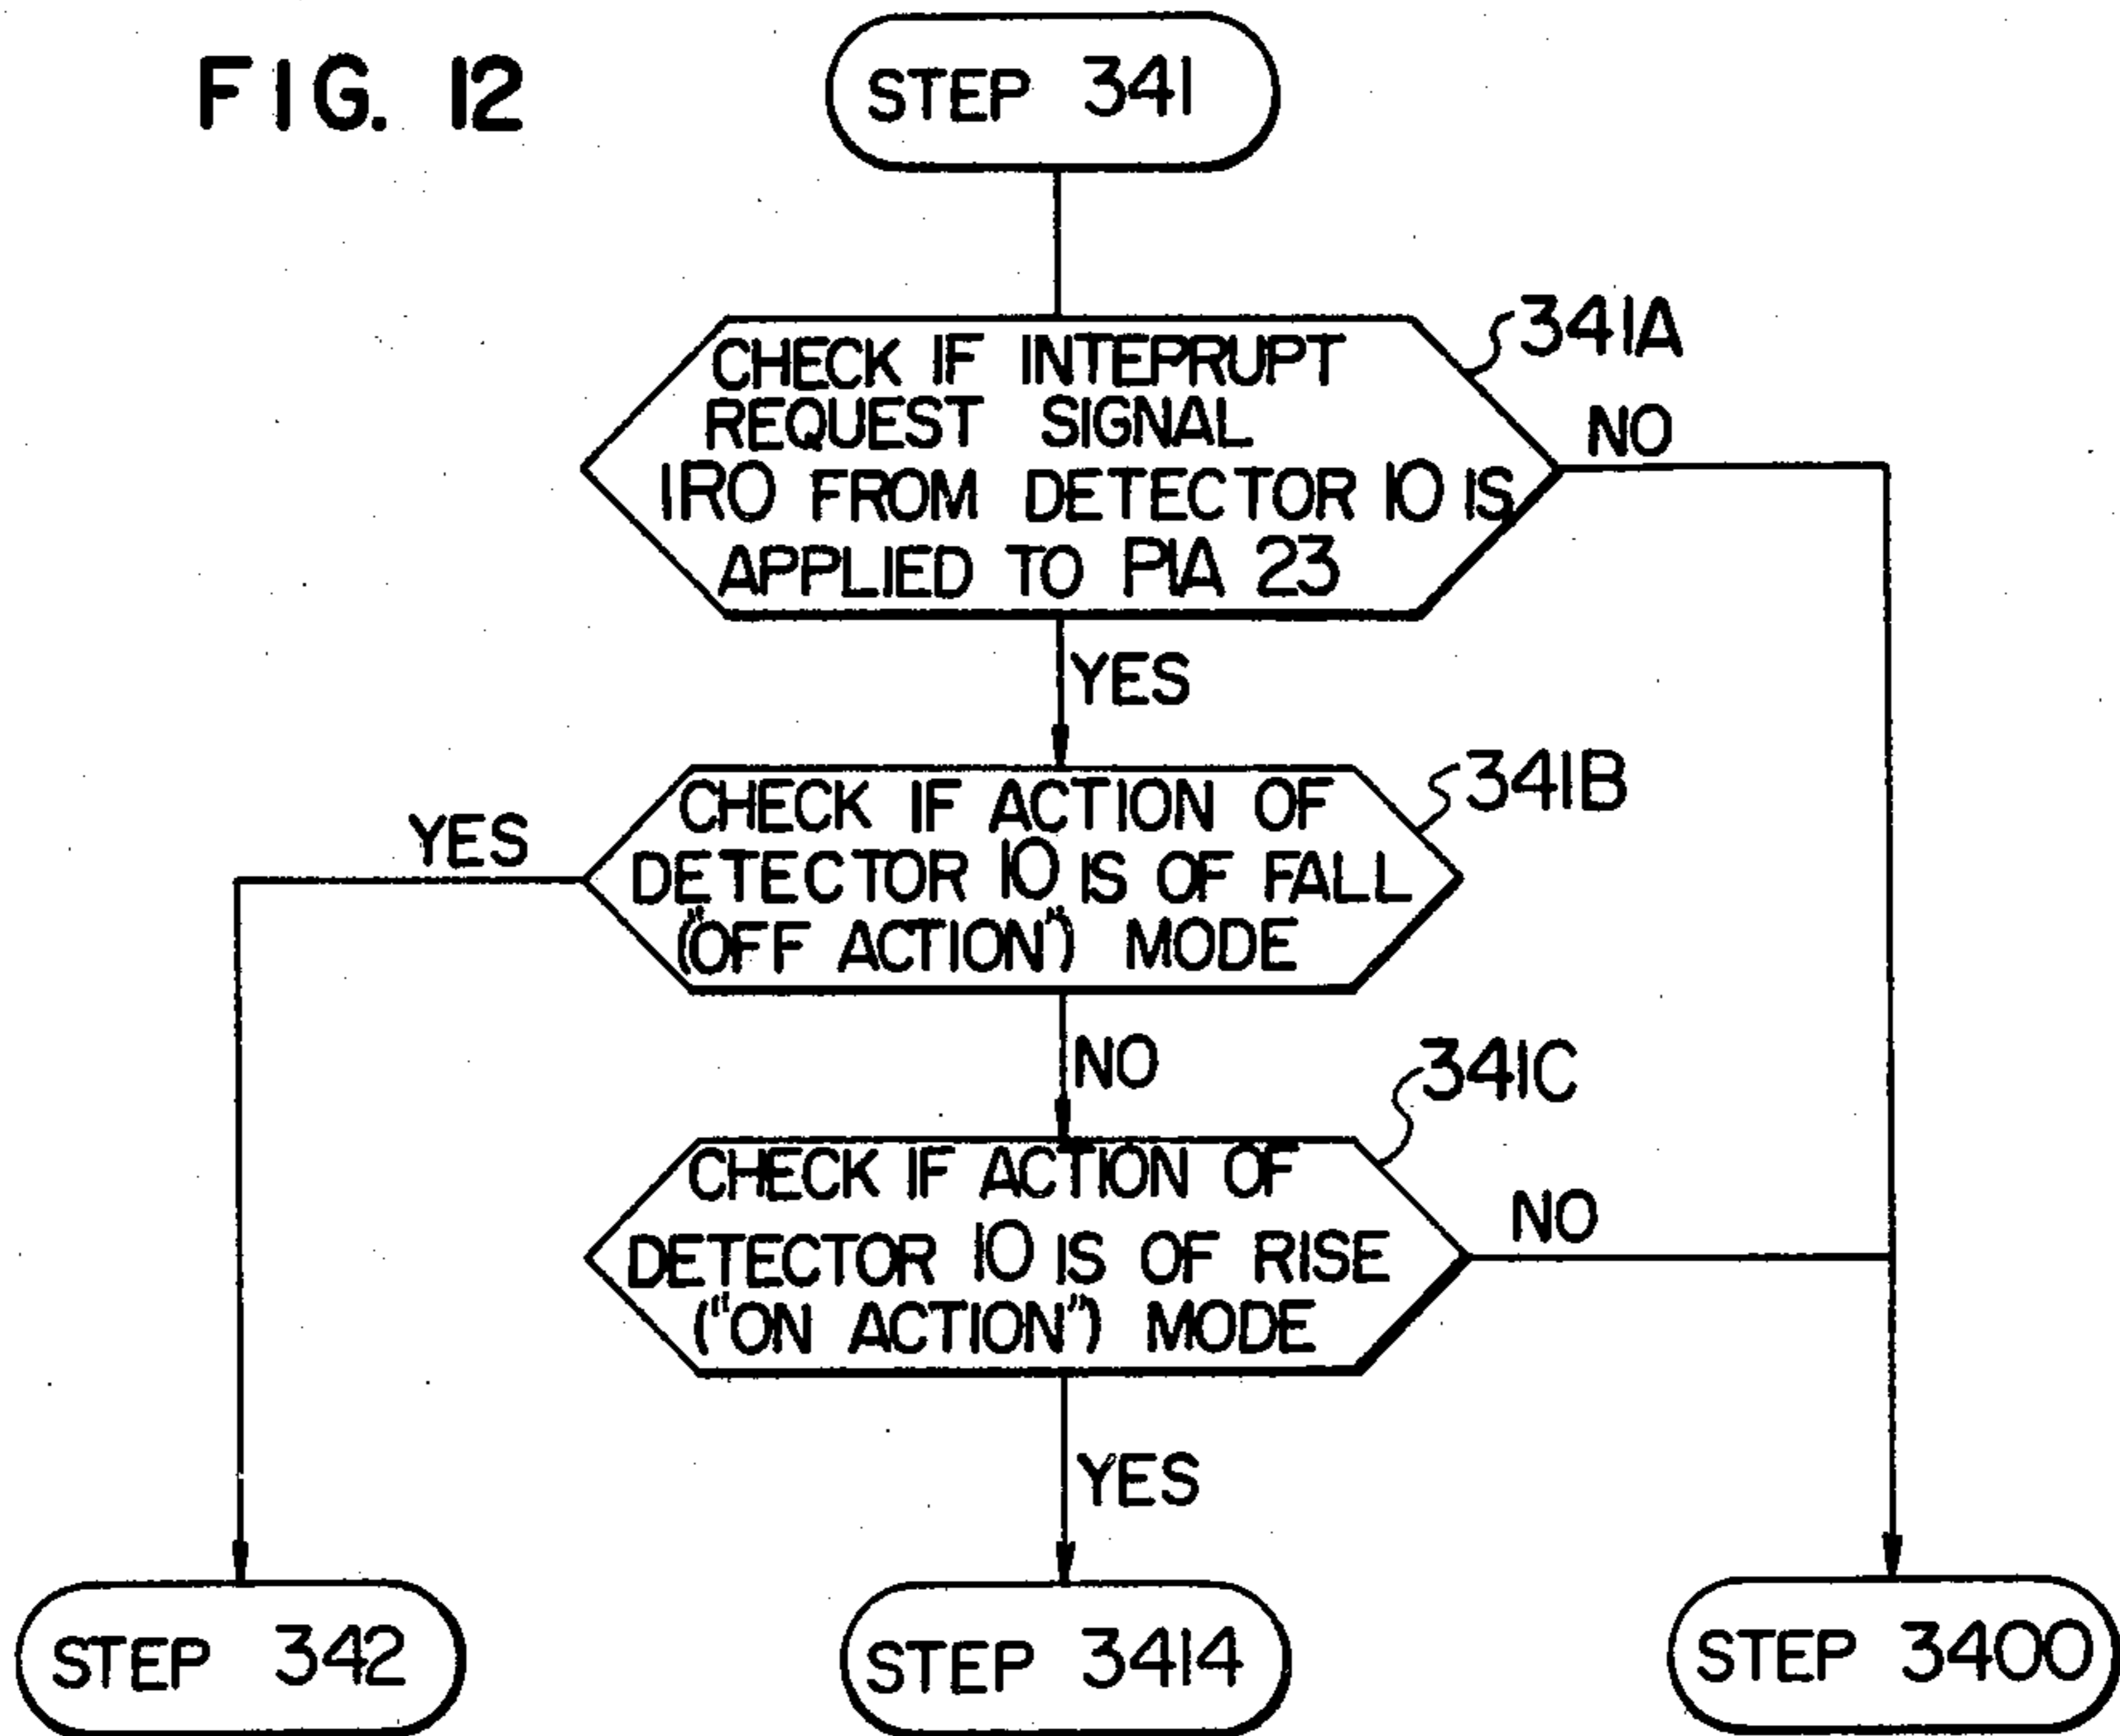 FIG. 12
STEP 341
341A
CHECK IF INTEPRUPT
REQUEST SIGNAL
IRO FROM DETECTOR 10 IS
APPLIED TO PIA 23
NO
YES
341B
CHECK IF ACTION OF
DETECTOR 10 IS OF FALL
("OFF ACTION") MODE
YES
NO
341C
CHECK IF ACTION OF
DETECTOR 10 IS OF RISE
("ON ACTION") MODE
NO
YES
STEP 342
STEP 3414
STEP 3400